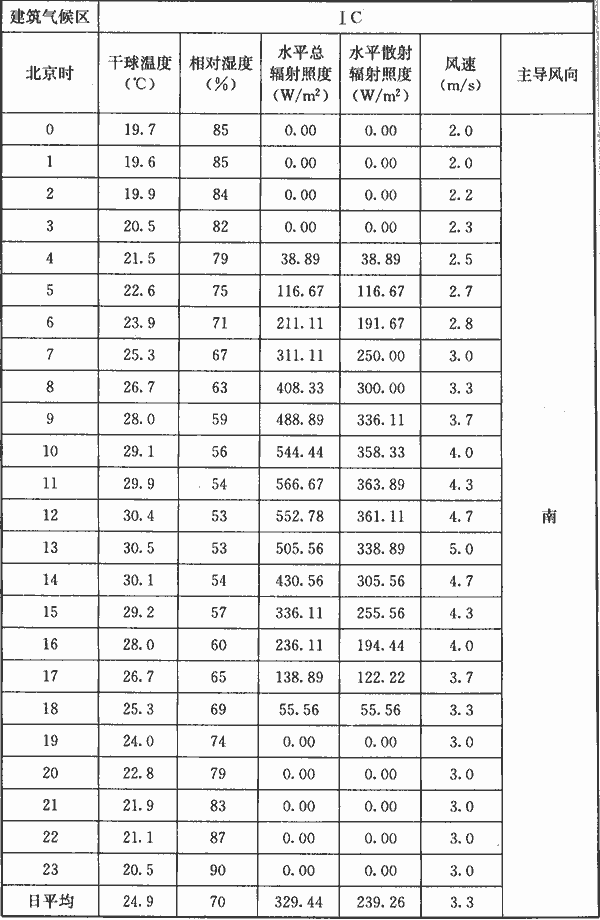 建筑气候区 ⅠC
北京时 干球温度（℃） 相对湿度（%） 水平总辐射照度（W/m²） 水平散射辐射照度（W/m²） 风速（m/s） 主导风向
0 19.7 85 0.00 0.00 2.0
1 19.6 85 0.00 0.00 2.0
2 19.9 84 0.00 0.00 2.2
3 20.5 82 0.00 0.00 2.3
4 21.5 79 38.89 38.89 2.5
5 22.6 75 116.67 116.67 2.7
6 23.9 71 211.11 191.67 2.8
7 25.3 67 311.11 250.00 3.0
8 26.7 63 408.33 300.00 3.3
9 28.0 59 488.89 336.11 3.7
10 29.1 56 544.44 358.33 4.0
11 29.9 54 566.67 363.89 4.3
12 30.4 53 552.78 361.11 4.7 南
13 30.5 53 505.56 338.89 5.0
14 30.1 54 430.56 305.56 4.7
15 29.2 57 336.11 255.56 4.3
16 28.0 60 236.11 194.44 4.0
17 26.7 65 138.89 122.22 3.7
18 25.3 69 55.56 55.56 3.3
19 24.0 74 0.00 0.00 3.0
20 22.8 79 0.00 0.00 3.0
21 21.9 83 0.00 0.00 3.0
22 21.1 87 0.00 0.00 3.0
23 20.5 90 0.00 0.00 3.0
日平均 24.9 70 329.44 239.26 3.3